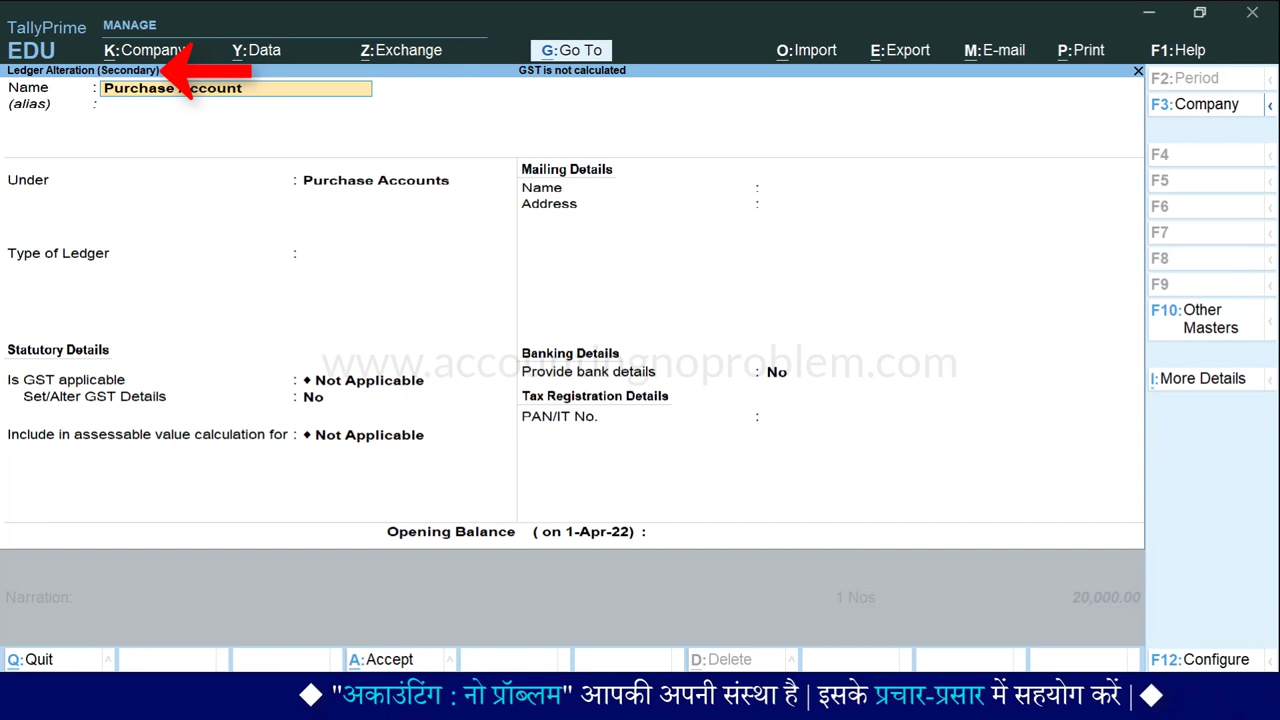 TallyPrime MANAGE
EDU K:Company Y:Data Z:Exchange G:Go To O:Import E:Export M:E-mail P:Print F1:Help
Ledger Alteration (Secondary) GST is not calculated
Name : Purchase Account
(alias) :
Under : Purchase Accounts
Type of Ledger :
Statutory Details
Is GST applicable : ♦ Not Applicable
Set/Alter GST Details : No
Include in assessable value calculation for : ♦ Not Applicable
Mailing Details
Name :
Address :
Banking Details
Provide bank details : No
Tax Registration Details
PAN/IT No. :
www.accountingnoproblem.com
Opening Balance ( on 1-Apr-22) :
Narration: 1 Nos 20,000.00
F2:Period
F3:Company
F4
F5
F6
F7
F8
F9
F10:Other
Masters
I:More Details
Q:Quit A:Accept D:Delete F12:Configure
◆ "अकाउंटिंग : नो प्रॉब्लम" आपकी अपनी संस्था है | इसके प्रचार-प्रसार में सहयोग करें | ◆